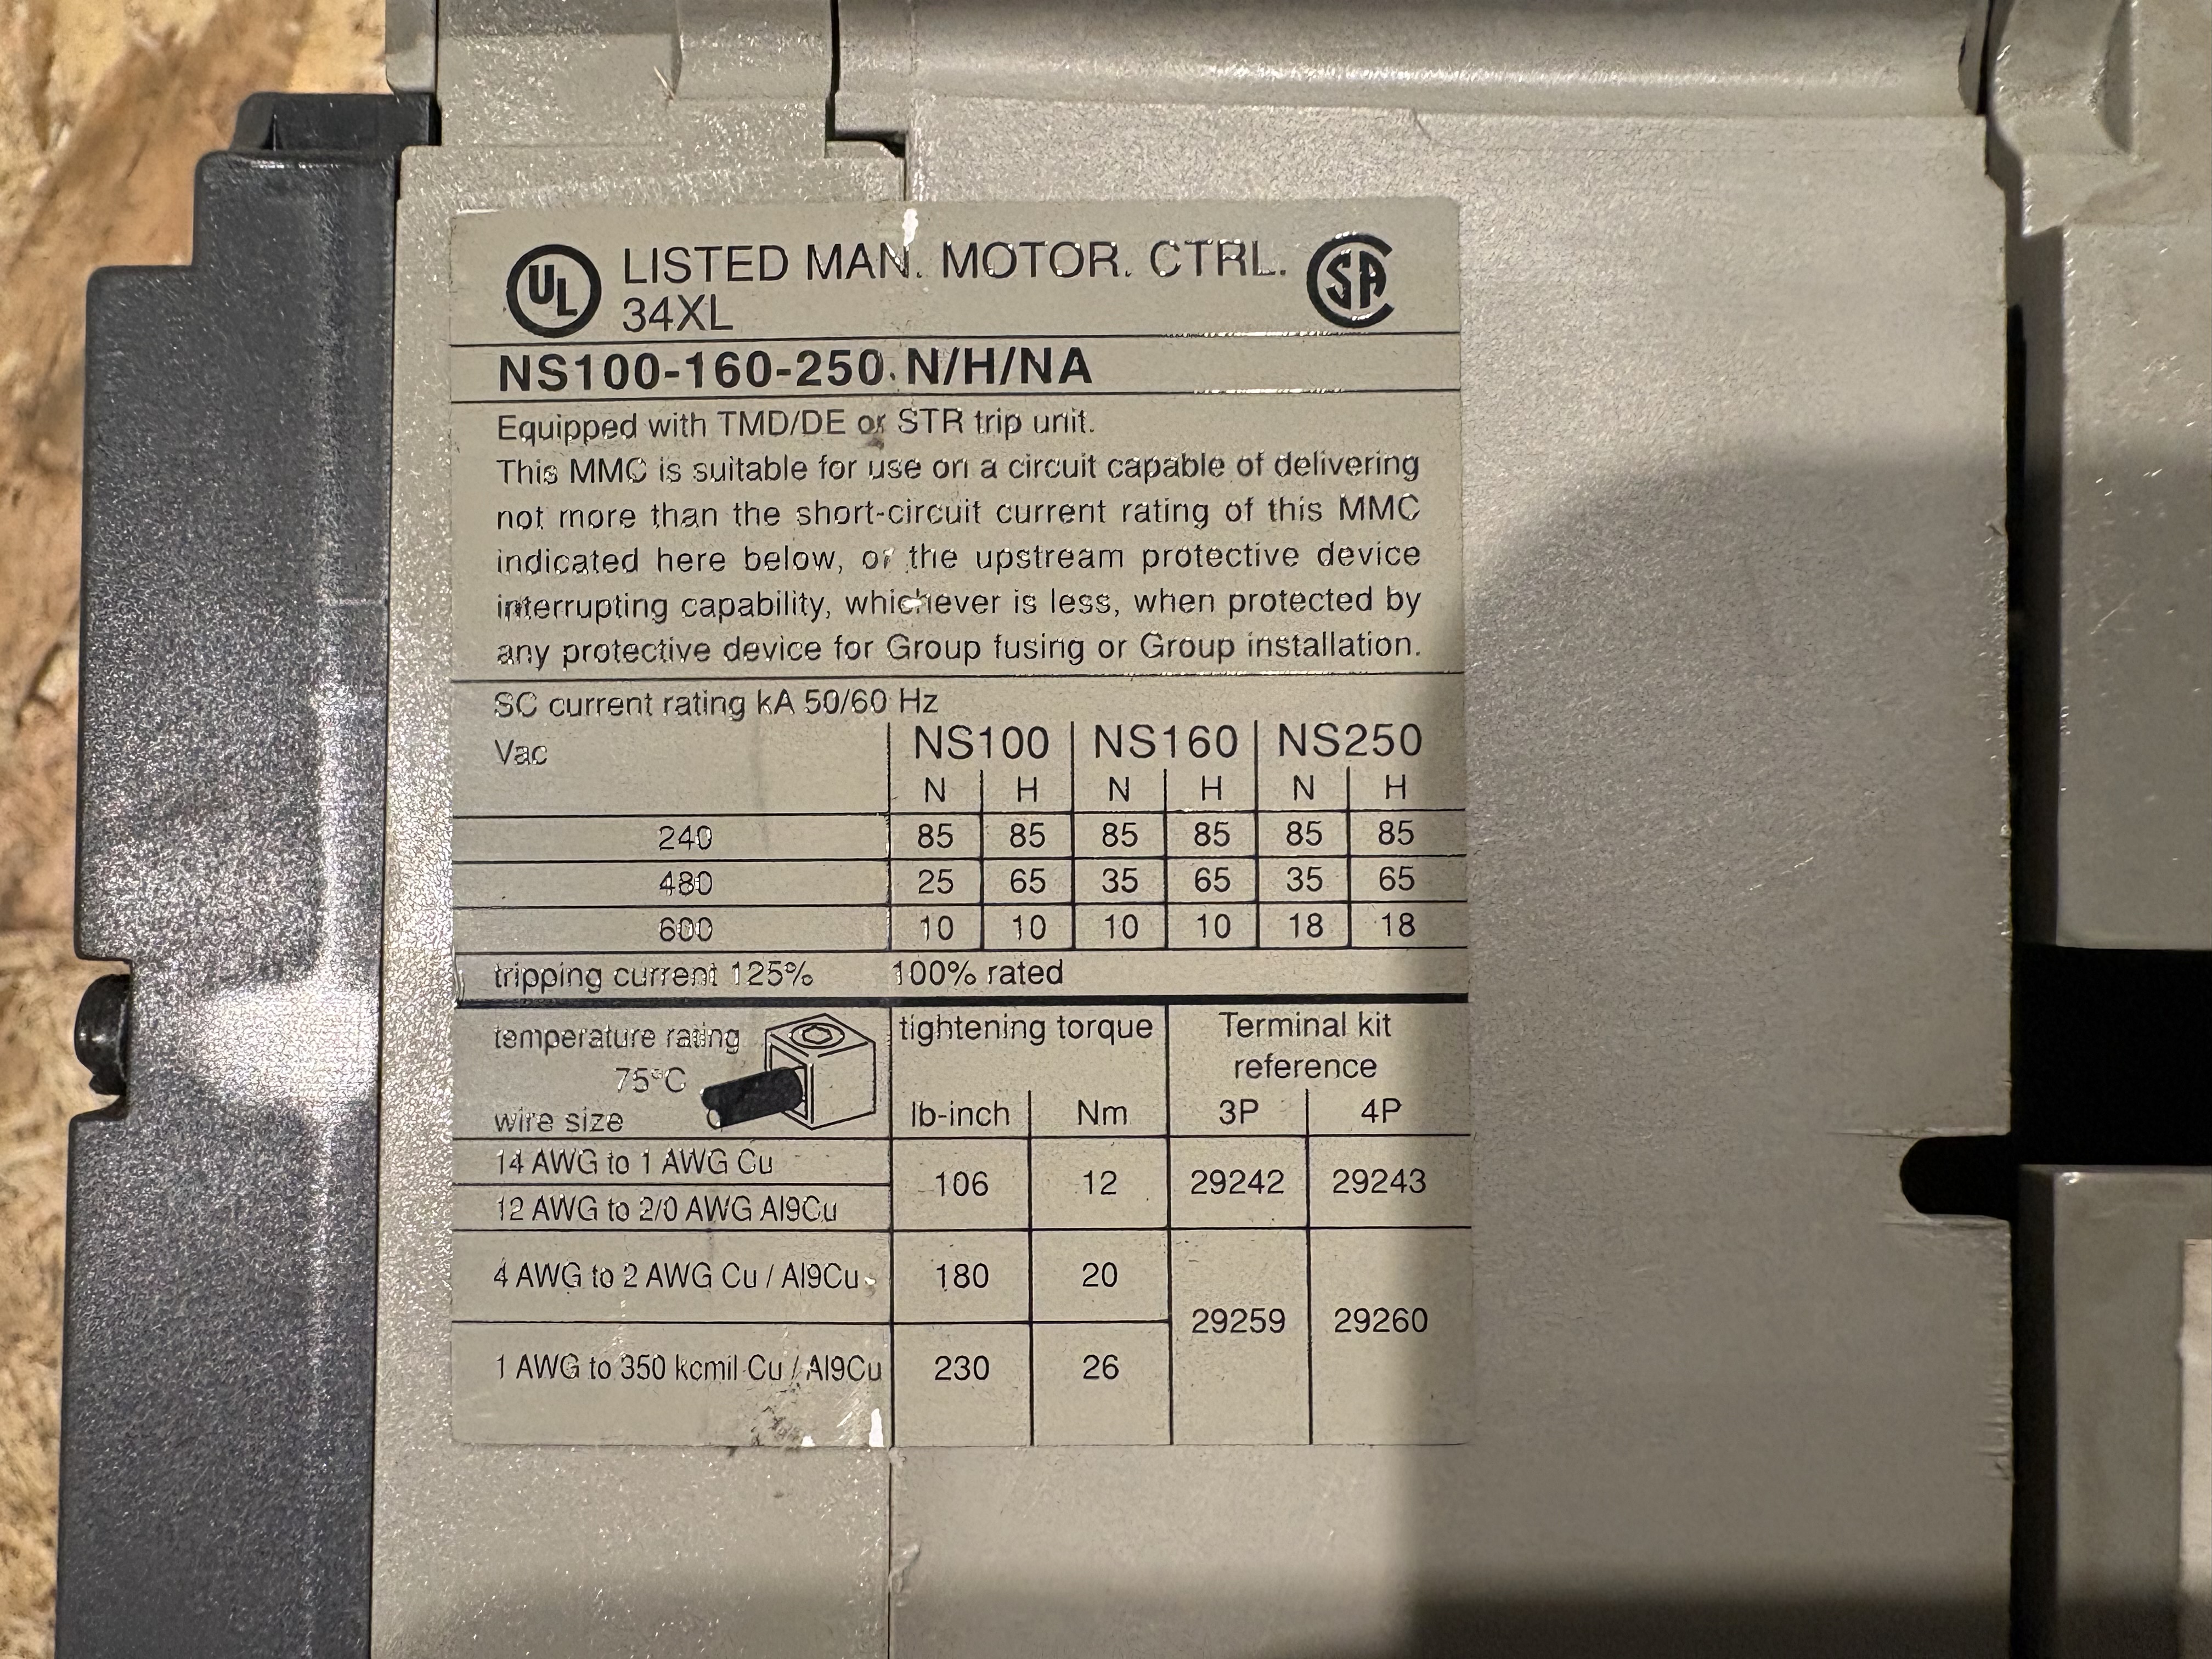 UL LISTED MAN. MOTOR. CTRL. SA
34XL
NS100-160-250 N/H/NA
Equipped with TMD/DE or STR trip unit.
This MMC is suitable for use on a circuit capable of delivering
not more than the short-circuit current rating of this MMC
indicated here below, or the upstream protective device
interrupting capability, whichever is less, when protected by
any protective device for Group fusing or Group installation.
SC current rating kA 50/60 Hz
Vac NS100 NS160 NS250
N H N H N H
240 85 85 85 85 85 85
480 25 65 35 65 35 65
600 10 10 10 10 18 18
tripping current 125% 100% rated
temperature rating tightening torque Terminal kit
75°C reference
wire size lb-inch Nm 3P 4P
14 AWG to 1 AWG Cu
106 12 29242 29243
12 AWG to 2/0 AWG Al9Cu
4 AWG to 2 AWG Cu / Al9Cu 180 20
29259 29260
1 AWG to 350 kcmil Cu / Al9Cu 230 26